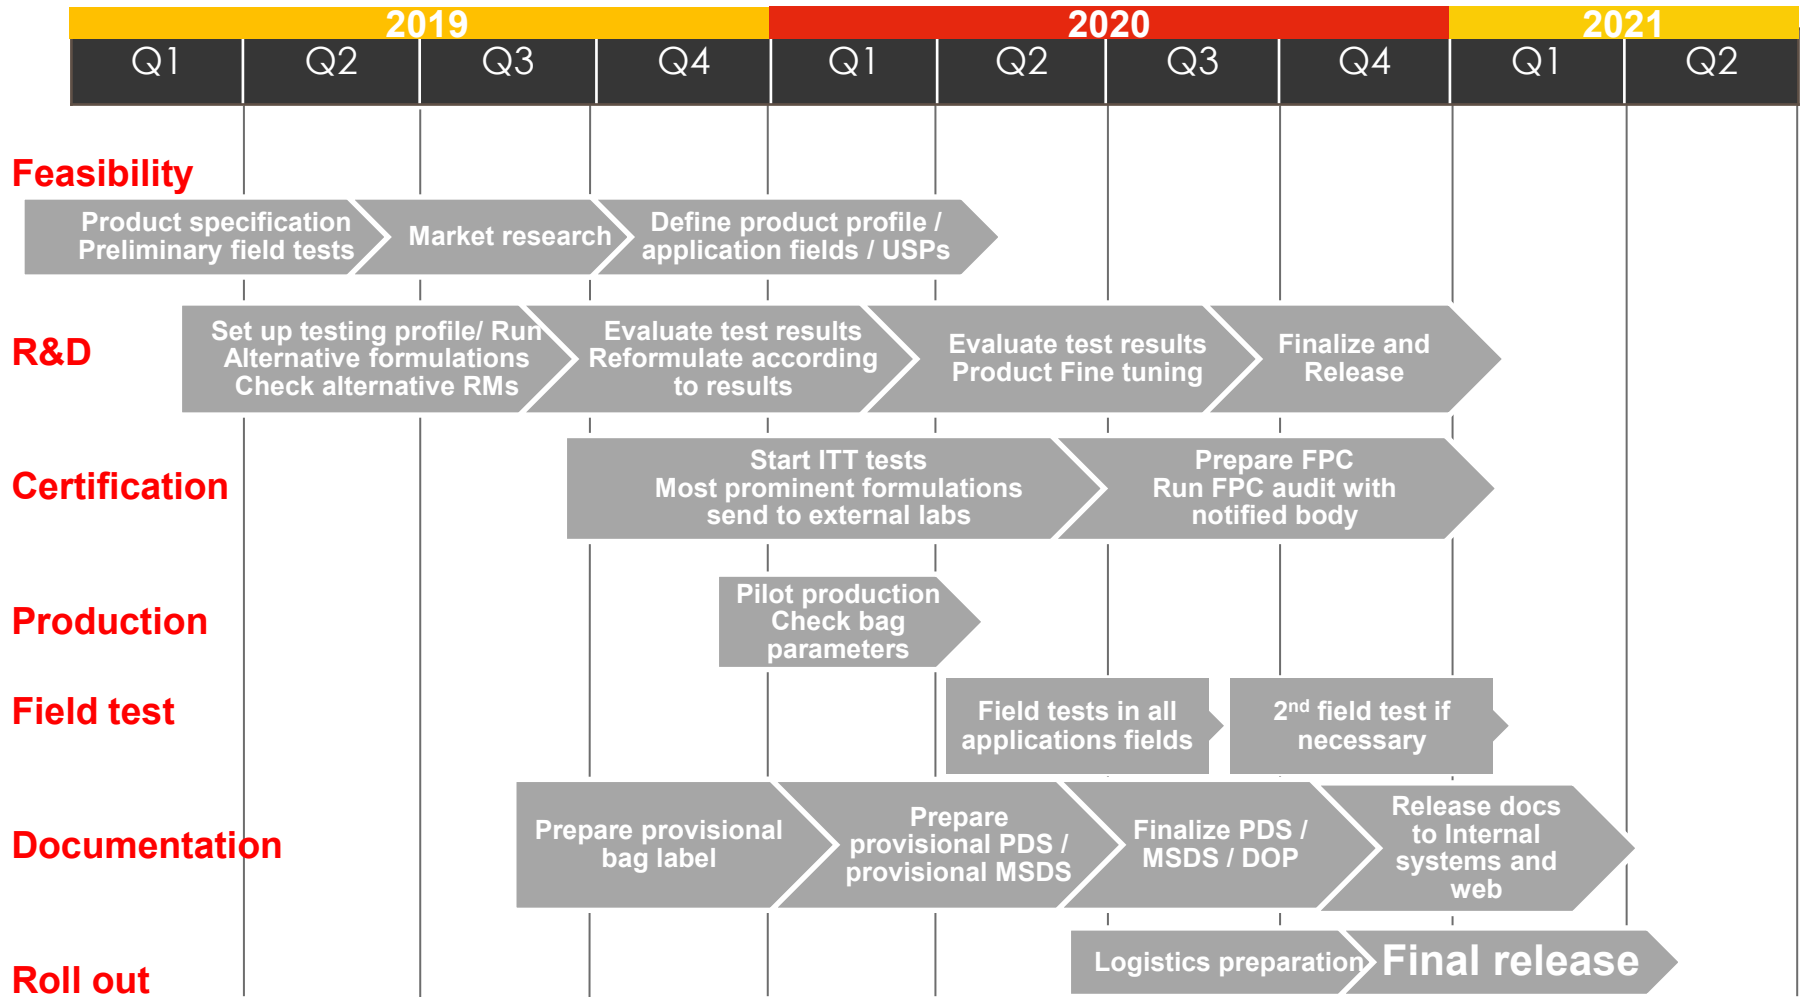 2019 2020 2021
Q1 Q2 Q3 Q4 Q1 Q2 Q3 Q4 Q1 Q2
Feasibility
Product specification
Preliminary field tests
Market research
Define product profile /
application fields / USPs
R&D
Set up testing profile/ Run
Alternative formulations
Check alternative RMs
Evaluate test results
Reformulate according
to results
Evaluate test results
Product Fine tuning
Finalize and
Release
Certification
Start ITT tests
Most prominent formulations
send to external labs
Prepare FPC
Run FPC audit with
notified body
Production
Pilot production
Check bag
parameters
Field test
Field tests in all
applications fields
2nd field test if
necessary
Documentation
Prepare provisional
bag label
Prepare
provisional PDS /
provisional MSDS
Finalize PDS /
MSDS / DOP
Release docs
to Internal
systems and
web
Roll out
Logistics preparation
Final release